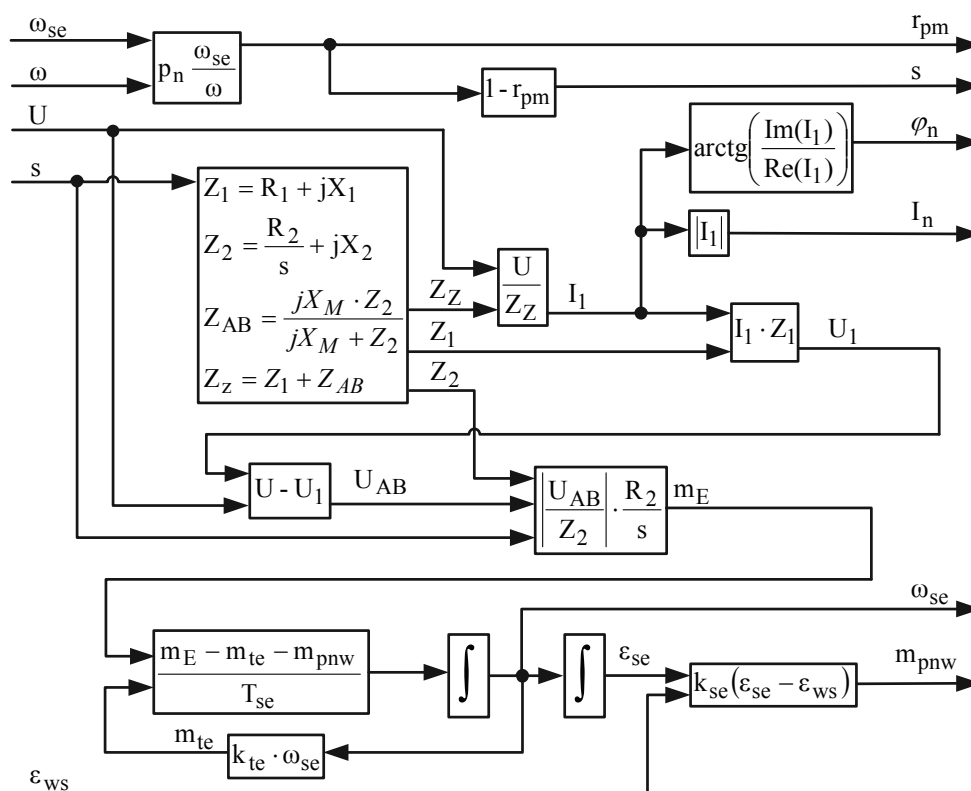 ω_se
r_pm
p_n ω_se/ω
ω
1 - r_pm
s
U
arctg(Im(I_1)/Re(I_1))
φ_n
s
Z_1 = R_1 + jX_1
Z_2 = R_2/s + jX_2
Z_AB = jX_M · Z_2/jX_M + Z_2
Z_z = Z_1 + Z_AB
|I_1|
I_n
Z_Z
U/Z_Z
I_1
Z_1
I_1 · Z_1
U_1
Z_2
U - U_1
U_AB
|U_AB/Z_2| · R_2/s
m_E
ω_se
m_E – m_te – m_pnw/T_se
∫
∫
ε_se
k_se(ε_se – ε_ws)
m_pnw
m_te
k_te · ω_se
ε_ws